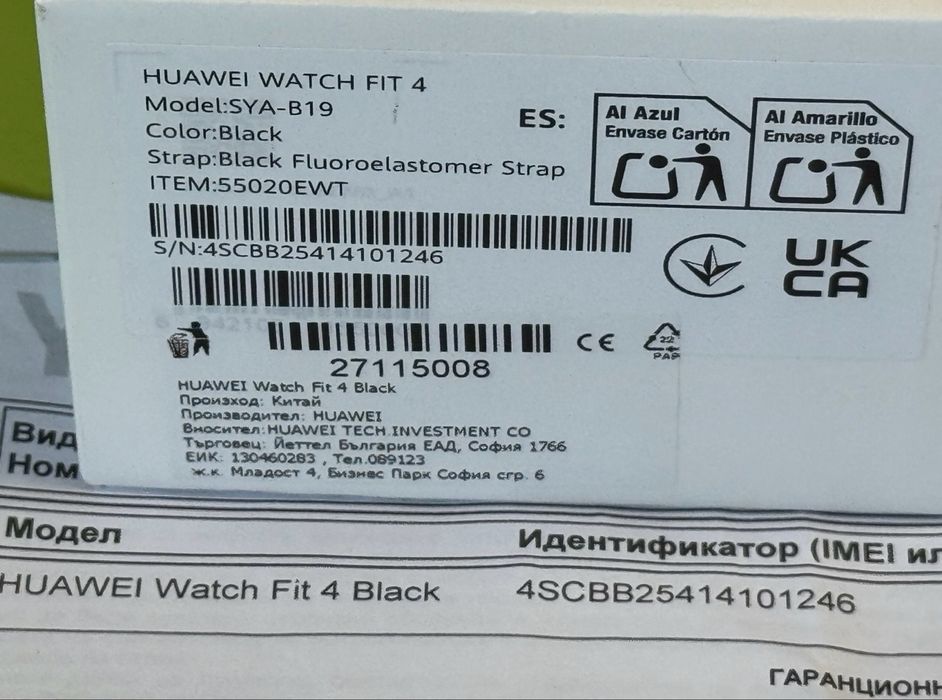 HUAWEI WATCH FIT 4
Model:SYA-B19
Color:Black
Strap:Black Fluoroelastomer Strap
ITEM:55020EWT
S/N:4SCBB25414101246
ES:
Al Azul
Envase Cartón
Al Amarillo
Envase Plástico
UK
CA
CE
22
PAP
27115008
HUAWEI Watch Fit 4 Black
Произход: Китай
Производител: HUAWEI
Вносител:HUAWEI TECH.INVESTMENT CO
Търговец: Йеттел България ЕАД, София 1766
ЕИК: 130460283 , Тел.089123
ж.к. Младост 4, Бизнес Парк София сгр. 6
Вид
Ном
Модел
Идентификатор (IMEI ил
HUAWEI Watch Fit 4 Black
4SCBB25414101246
ГАРАНЦИОН